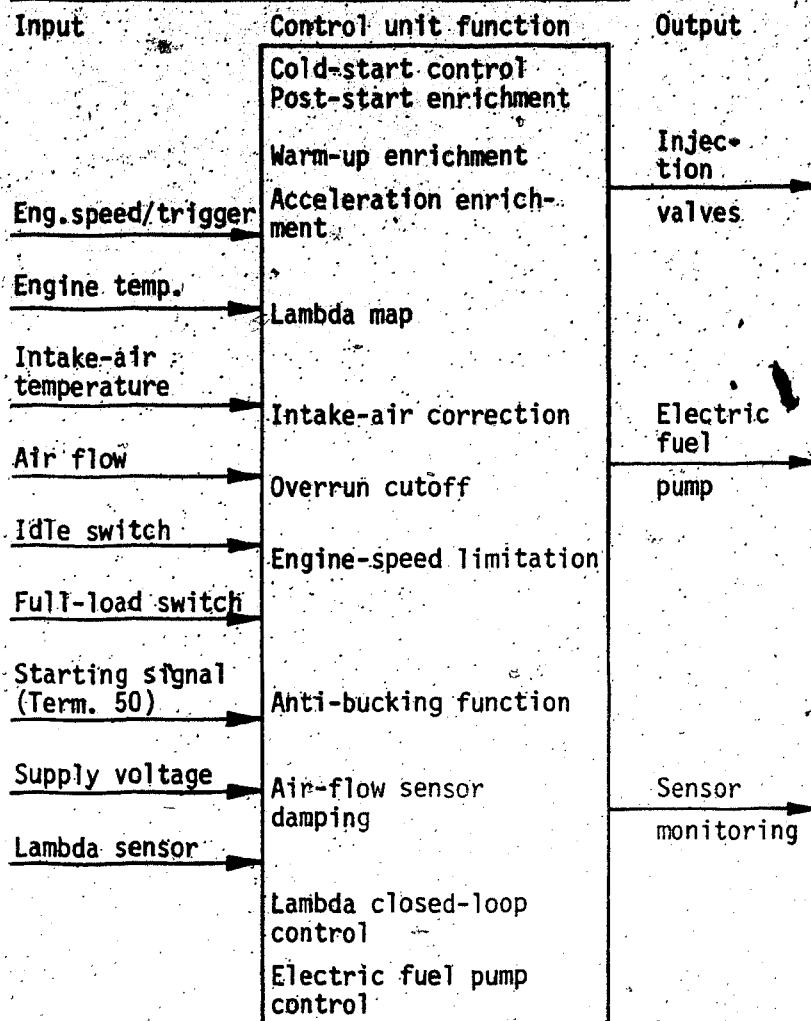 Input
Control unit function
Output
Cold-start control
Post-start enrichment
Warm-up enrichment
Acceleration enrich-
ment
Lambda map
Intake-air correction
Overrun cutoff
Engine-speed limitation
Anti-bucking function
Air-flow sensor
damping
Lambda closed-loop
control
Electric fuel pump
control
Eng.speed/trigger
Engine temp.
Intake-air
temperature
Air flow
Idle switch
Full-load switch
Starting signal
(Term. 50)
Supply voltage
Lambda sensor
Injec-
tion
valves
Electric
fuel
pump
Sensor
monitoring